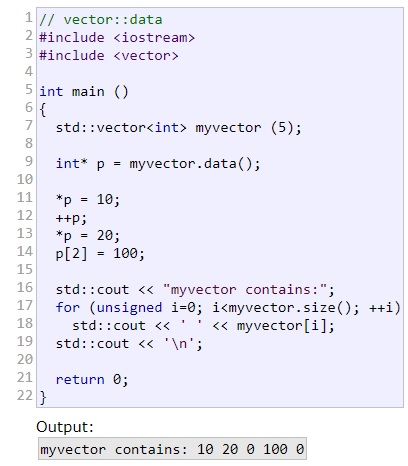 1 // vector::data
2 #include <iostream>
3 #include <vector>
4
5 int main ()
6 {
7   std::vector<int> myvector (5);
8
9   int* p = myvector.data();
10
11   *p = 10;
12   ++p;
13   *p = 20;
14   p[2] = 100;
15
16   std::cout << "myvector contains:";
17   for (unsigned i=0; i<myvector.size(); ++i)
18     std::cout << ' ' << myvector[i];
19   std::cout << '\n';
20
21   return 0;
22 }
Output:
myvector contains: 10 20 0 100 0